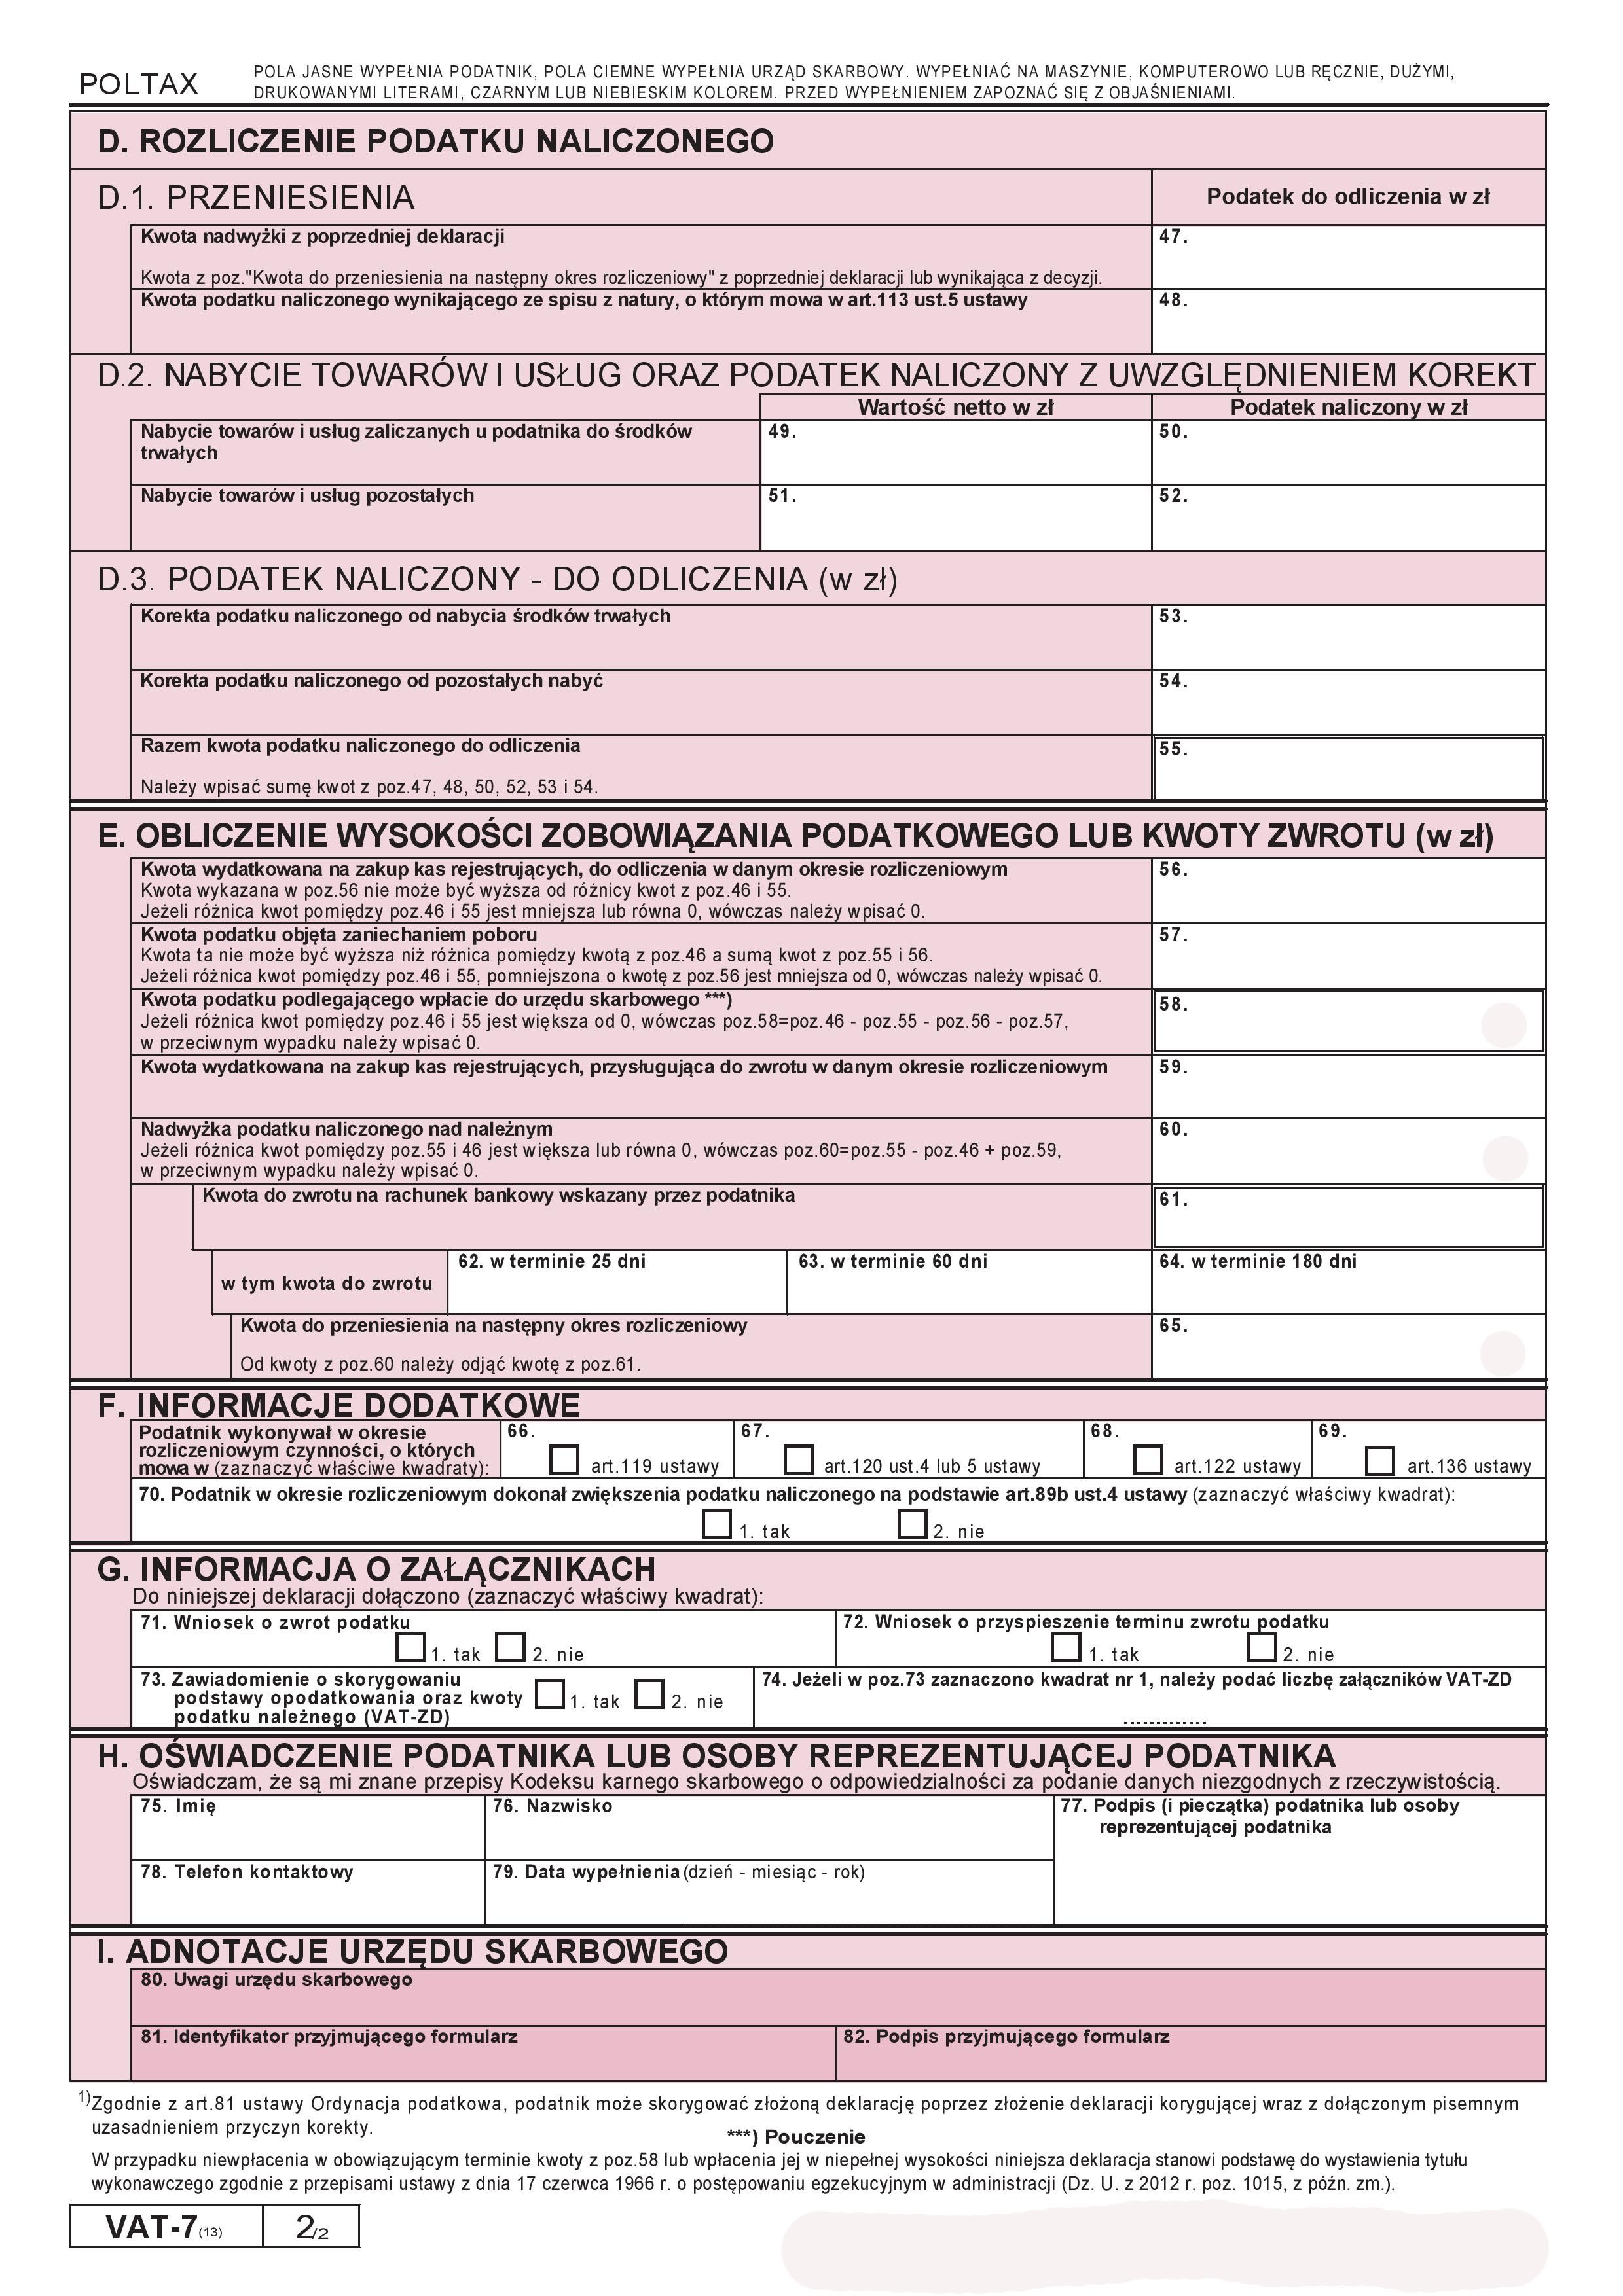 POLTAX
POLA JASNE WYPEŁNIA PODATNIK, POLA CIEMNE WYPEŁNIA URZĄD SKARBOWY. WYPEŁNIAĆ NA MASZYNIE, KOMPUTEROWO LUB RĘCZNIE, DUŻYMI,
DRUKOWANYMI LITERAMI, CZARNYM LUB NIEBIESKIM KOLOREM. PRZED WYPEŁNIENIEM ZAPOZNAĆ SIĘ Z OBJAŚNIENIAMI.
D. ROZLICZENIE PODATKU NALICZONEGO
D.1. PRZENIESIENIA
Podatek do odliczenia w zł
Kwota nadwyżki z poprzedniej deklaracji
47.
Kwota z poz."Kwota do przeniesienia na następny okres rozliczeniowy" z poprzedniej deklaracji lub wynikająca z decyzji.
Kwota podatku naliczonego wynikającego ze spisu z natury, o którym mowa w art.113 ust.5 ustawy
48.
D.2. NABYCIE TOWARÓW I USŁUG ORAZ PODATEK NALICZONY Z UWZGLĘDNIENIEM KOREKT
Wartość netto w zł
Podatek naliczony w zł
Nabycie towarów i usług zaliczanych u podatnika do środków
trwałych
49.
50.
Nabycie towarów i usług pozostałych
51.
52.
D.3. PODATEK NALICZONY - DO ODLICZENIA (w zł)
Korekta podatku naliczonego od nabycia środków trwałych
53.
Korekta podatku naliczonego od pozostałych nabyć
54.
Razem kwota podatku naliczonego do odliczenia
55.
Należy wpisać sumę kwot z poz.47, 48, 50, 52, 53 i 54.
E. OBLICZENIE WYSOKOŚCI ZOBOWIĄZANIA PODATKOWEGO LUB KWOTY ZWROTU (w zł)
Kwota wydatkowana na zakup kas rejestrujących, do odliczenia w danym okresie rozliczeniowym
56.
Kwota wykazana w poz.56 nie może być wyższa od różnicy kwot z poz.46 i 55.
Jeżeli różnica kwot pomiędzy poz.46 i 55 jest mniejsza lub równa 0, wówczas należy wpisać 0.
Kwota podatku objęta zaniechaniem poboru
57.
Kwota ta nie może być wyższa niż różnica pomiędzy kwotą z poz.46 a sumą kwot z poz.55 i 56.
Jeżeli różnica kwot pomiędzy poz.46 i 55, pomniejszona o kwotę z poz.56 jest mniejsza od 0, wówczas należy wpisać 0.
Kwota podatku podlegającego wpłacie do urzędu skarbowego ***)
58.
Jeżeli różnica kwot pomiędzy poz.46 i 55 jest większa od 0, wówczas poz.58=poz.46 - poz.55 - poz.56 - poz.57,
w przeciwnym wypadku należy wpisać 0.
Kwota wydatkowana na zakup kas rejestrujących, przysługująca do zwrotu w danym okresie rozliczeniowym
59.
Nadwyżka podatku naliczonego nad należnym
60.
Jeżeli różnica kwot pomiędzy poz.55 i 46 jest większa lub równa 0, wówczas poz.60=poz.55 - poz.46 + poz.59,
w przeciwnym wypadku należy wpisać 0.
Kwota do zwrotu na rachunek bankowy wskazany przez podatnika
61.
w tym kwota do zwrotu
62. w terminie 25 dni
63. w terminie 60 dni
64. w terminie 180 dni
Kwota do przeniesienia na następny okres rozliczeniowy
65.
Od kwoty z poz.60 należy odjąć kwotę z poz.61.
F. INFORMACJE DODATKOWE
Podatnik wykonywał w okresie
rozliczeniowym czynności, o których
mowa w (zaznaczyć właściwe kwadraty):
66.
art.119 ustawy
67.
art.120 ust.4 lub 5 ustawy
68.
art.122 ustawy
69.
art.136 ustawy
70. Podatnik w okresie rozliczeniowym dokonał zwiększenia podatku naliczonego na podstawie art.89b ust.4 ustawy (zaznaczyć właściwy kwadrat):
1. tak 2. nie
G. INFORMACJA O ZAŁĄCZNIKACH
Do niniejszej deklaracji dołączono (zaznaczyć właściwy kwadrat):
71. Wniosek o zwrot podatku
1. tak 2. nie
72. Wniosek o przyspieszenie terminu zwrotu podatku
1. tak 2. nie
73. Zawiadomienie o skorygowaniu
podstawy opodatkowania oraz kwoty
podatku należnego (VAT-ZD)
1. tak 2. nie
74. Jeżeli w poz.73 zaznaczono kwadrat nr 1, należy podać liczbę załączników VAT-ZD
H. OŚWIADCZENIE PODATNIKA LUB OSOBY REPREZENTUJĄCEJ PODATNIKA
Oświadczam, że są mi znane przepisy Kodeksu karnego skarbowego o odpowiedzialności za podanie danych niezgodnych z rzeczywistością.
75. Imię
76. Nazwisko
77. Podpis (i pieczątka) podatnika lub osoby
reprezentującej podatnika
78. Telefon kontaktowy
79. Data wypełnienia (dzień - miesiąc - rok)
I. ADNOTACJE URZĘDU SKARBOWEGO
80. Uwagi urzędu skarbowego
81. Identyfikator przyjmującego formularz
82. Podpis przyjmującego formularz
1) Zgodnie z art.81 ustawy Ordynacja podatkowa, podatnik może skorygować złożoną deklarację poprzez złożenie deklaracji korygującej wraz z dołączonym pisemnym
uzasadnieniem przyczyn korekty.
***) Pouczenie
W przypadku niewpłacenia w obowiązującym terminie kwoty z poz.58 lub wpłacenia jej w niepełnej wysokości niniejsza deklaracja stanowi podstawę do wystawienia tytułu
wykonawczego zgodnie z przepisami ustawy z dnia 17 czerwca 1966 r. o postępowaniu egzekucyjnym w administracji (Dz. U. z 2012 r. poz. 1015, z późn. zm.).
VAT-7(13) 2/2